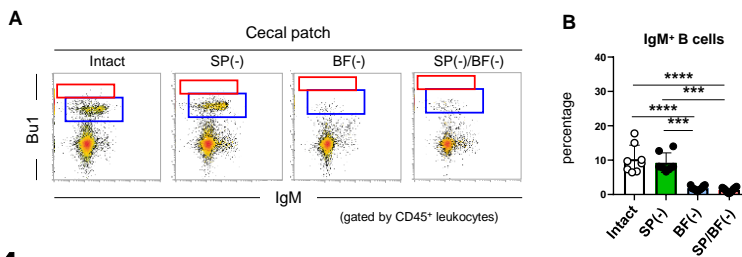 A
Cecal patch
Intact SP(-) BF(-) SP(-)/BF(-)
Bu1
IgM
(gated by CD45⁺ leukocytes)
B
IgM⁺ B cells
percentage
40
30
20
10
0
****
***
****
***
Intact
SP(-)
BF(-)
SP/BF(-)